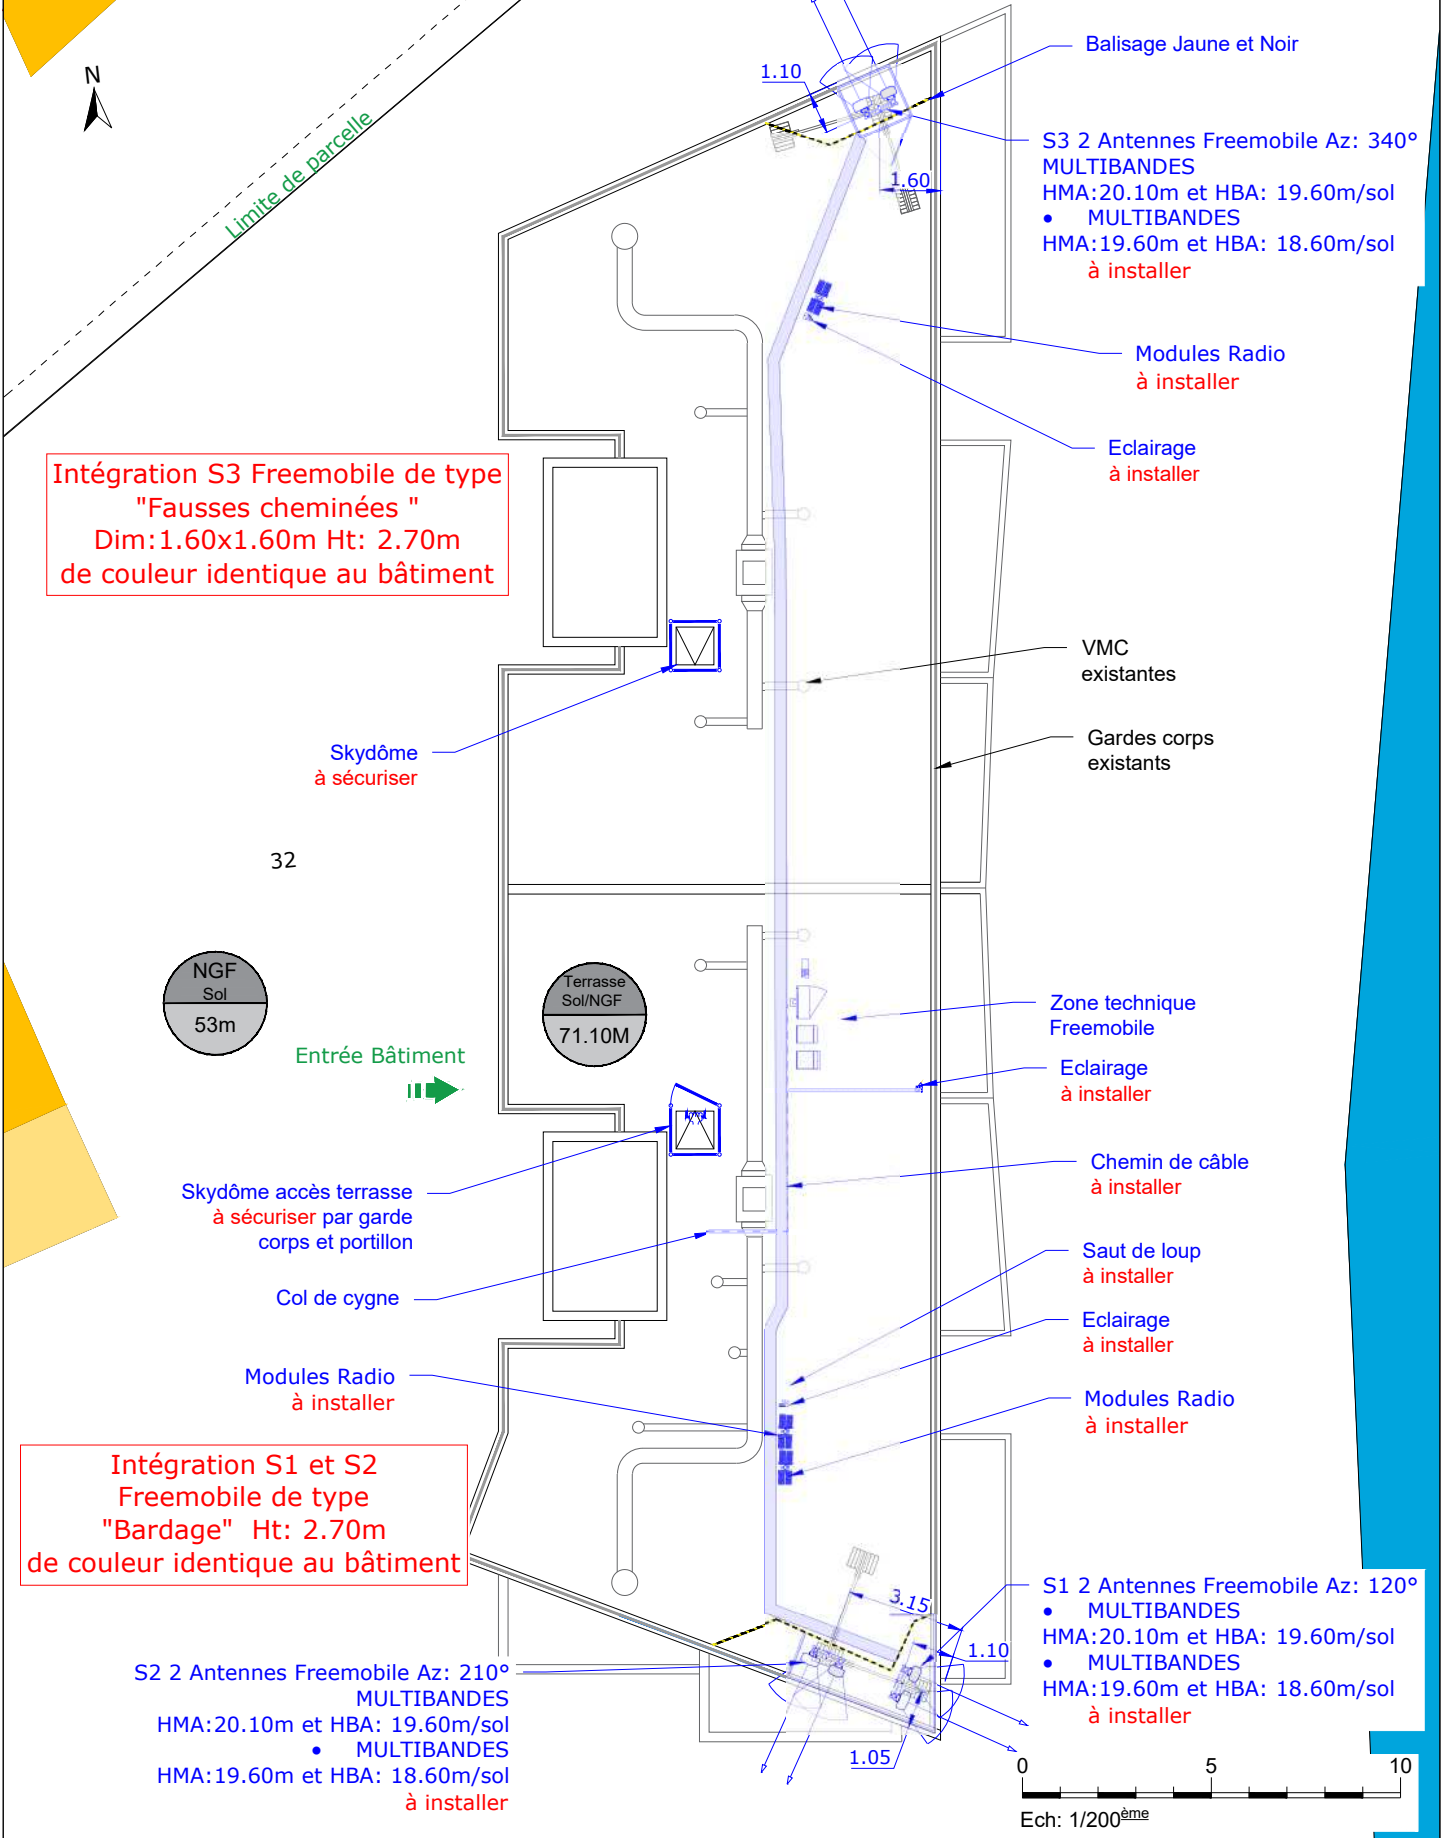 N
Limite de parcelle
1.10
Balisage Jaune et Noir
S3 2 Antennes Freemobile Az: 340°
MULTIBANDES
HMA:20.10m et HBA: 19.60m/sol
• MULTIBANDES
HMA:19.60m et HBA: 18.60m/sol
à installer
1.60
Modules Radio
à installer
Eclairage
à installer
Intégration S3 Freemobile de type
"Fausses cheminées "
Dim:1.60x1.60m Ht: 2.70m
de couleur identique au bâtiment
VMC
existantes
Gardes corps
existants
Skydôme
à sécuriser
32
NGF
Sol
53m
Terrasse
Sol/NGF
71.10M
Zone technique
Freemobile
Entrée Bâtiment
Eclairage
à installer
Chemin de câble
à installer
Skydôme accès terrasse
à sécuriser par garde
corps et portillon
Saut de loup
à installer
Col de cygne
Eclairage
à installer
Modules Radio
à installer
Modules Radio
à installer
Intégration S1 et S2
Freemobile de type
"Bardage" Ht: 2.70m
de couleur identique au bâtiment
S1 2 Antennes Freemobile Az: 120°
• MULTIBANDES
HMA:20.10m et HBA: 19.60m/sol
• MULTIBANDES
HMA:19.60m et HBA: 18.60m/sol
à installer
3.15
1.10
S2 2 Antennes Freemobile Az: 210°
MULTIBANDES
HMA:20.10m et HBA: 19.60m/sol
• MULTIBANDES
HMA:19.60m et HBA: 18.60m/sol
à installer
1.05
0 5 10
Ech: 1/200ème